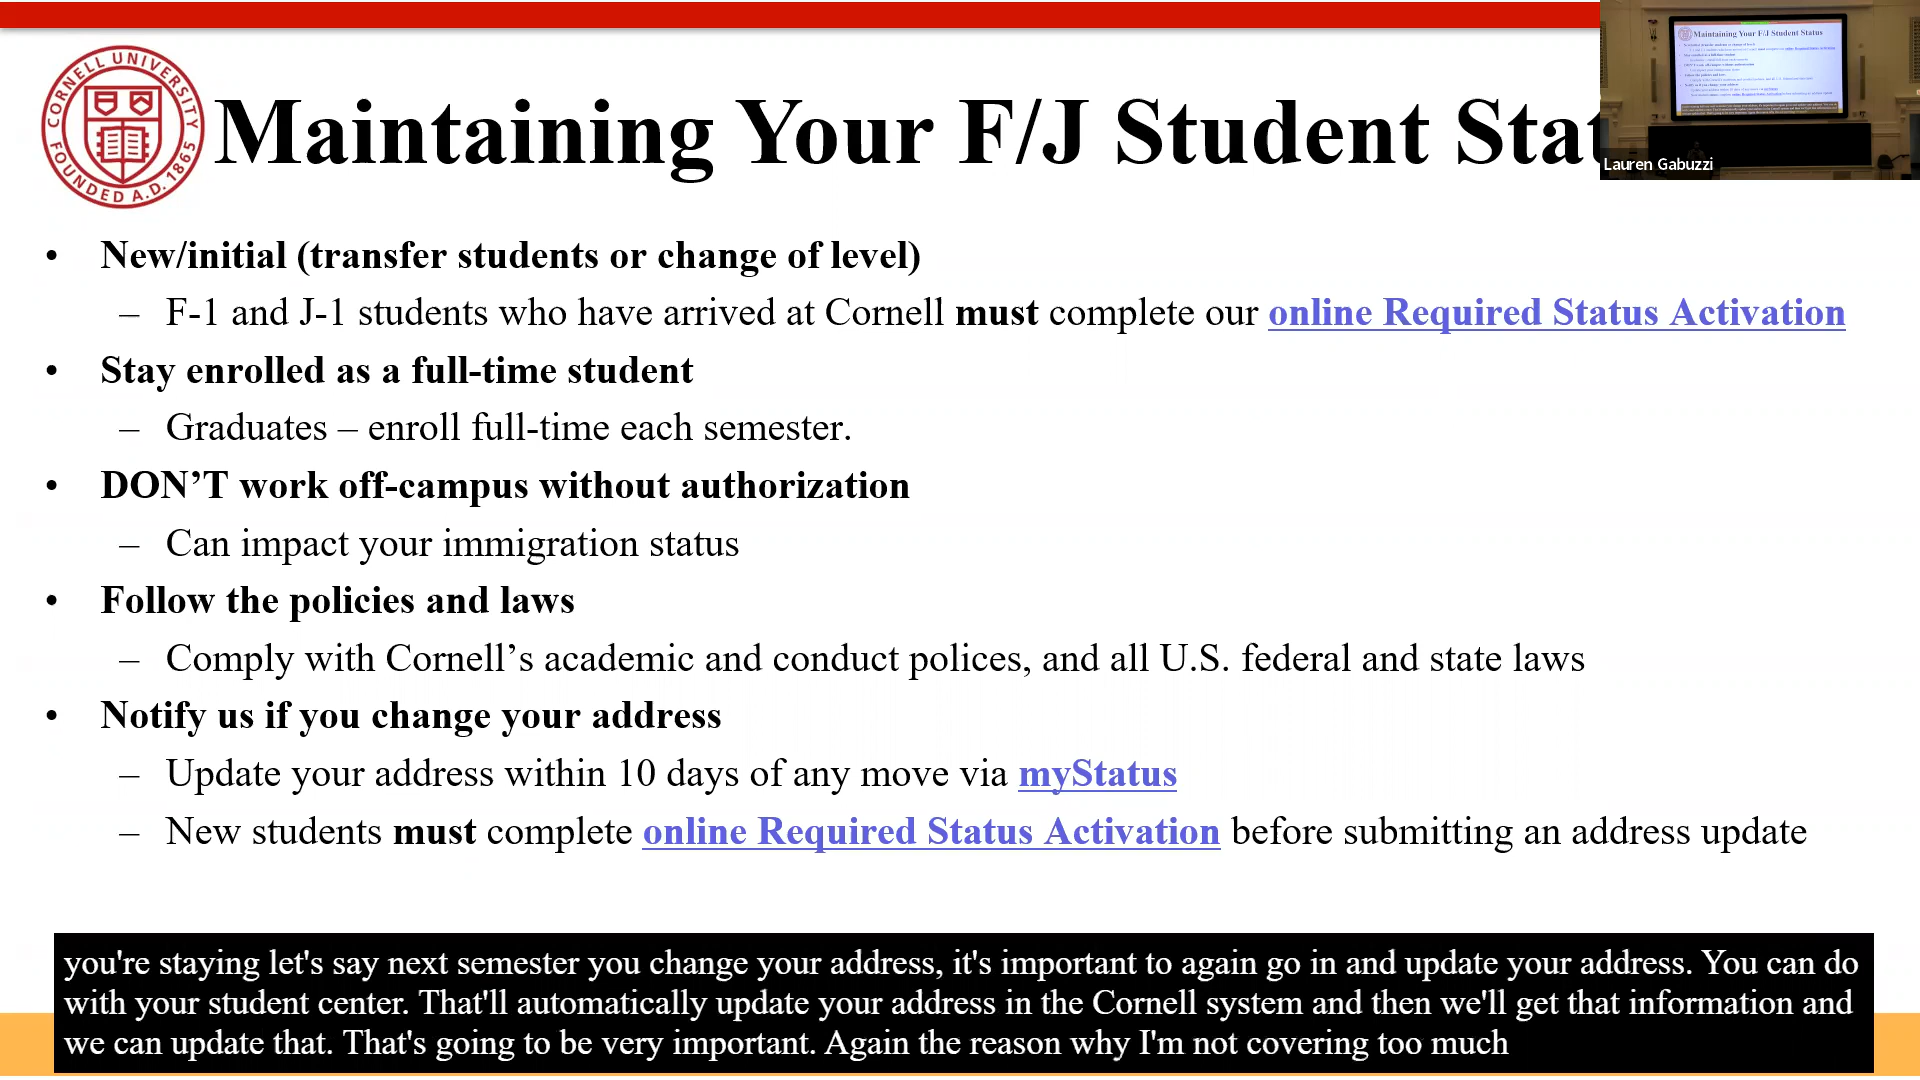 CORNELL UNIVERSITY
FOUNDED A.D. 1865
Maintaining Your F/J Student Stat
Maintaining Your F/J Student Status
Lauren Gabuzzi
• New/initial (transfer students or change of level)
– F-1 and J-1 students who have arrived at Cornell must complete our online Required Status Activation
• Stay enrolled as a full-time student
– Graduates – enroll full-time each semester.
• DON’T work off-campus without authorization
– Can impact your immigration status
• Follow the policies and laws
– Comply with Cornell’s academic and conduct polices, and all U.S. federal and state laws
• Notify us if you change your address
– Update your address within 10 days of any move via myStatus
– New students must complete online Required Status Activation before submitting an address update
you're staying let's say next semester you change your address, it's important to again go in and update your address. You can do
with your student center. That'll automatically update your address in the Cornell system and then we'll get that information and
we can update that. That's going to be very important. Again the reason why I'm not covering too much